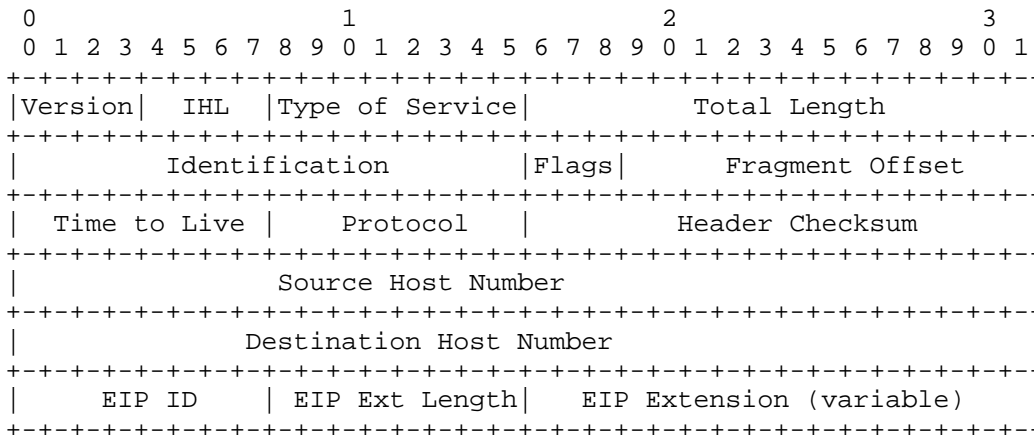 0                   1                   2                   3
 0 1 2 3 4 5 6 7 8 9 0 1 2 3 4 5 6 7 8 9 0 1 2 3 4 5 6 7 8 9 0 1
+-+-+-+-+-+-+-+-+-+-+-+-+-+-+-+-+-+-+-+-+-+-+-+-+-+-+-+-+-+-+-+-
|Version|  IHL  |Type of Service|          Total Length
+-+-+-+-+-+-+-+-+-+-+-+-+-+-+-+-+-+-+-+-+-+-+-+-+-+-+-+-+-+-+-+-
|         Identification        |Flags|      Fragment Offset
+-+-+-+-+-+-+-+-+-+-+-+-+-+-+-+-+-+-+-+-+-+-+-+-+-+-+-+-+-+-+-+-
|  Time to Live |    Protocol   |         Header Checksum
+-+-+-+-+-+-+-+-+-+-+-+-+-+-+-+-+-+-+-+-+-+-+-+-+-+-+-+-+-+-+-+-
|                Source Host Number
+-+-+-+-+-+-+-+-+-+-+-+-+-+-+-+-+-+-+-+-+-+-+-+-+-+-+-+-+-+-+-+-
|              Destination Host Number
+-+-+-+-+-+-+-+-+-+-+-+-+-+-+-+-+-+-+-+-+-+-+-+-+-+-+-+-+-+-+-+-
|     EIP ID    | EIP Ext Length|   EIP Extension (variable)
+-+-+-+-+-+-+-+-+-+-+-+-+-+-+-+-+-+-+-+-+-+-+-+-+-+-+-+-+-+-+-+-